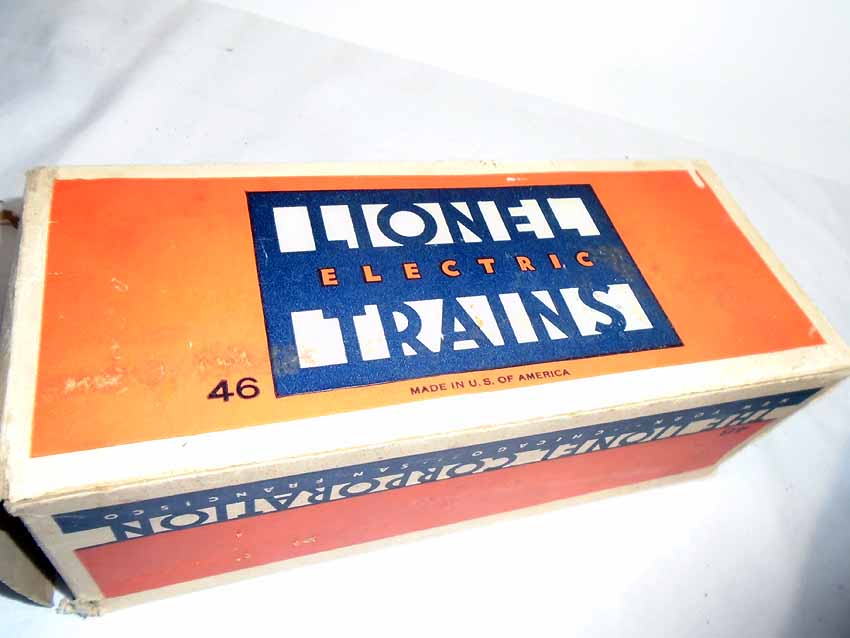 LIONEL
ELECTRIC
TRAINS
46
MADE IN U.S. OF AMERICA
THE LIONEL CORPORATION
NEW YORK - CHICAGO - SAN FRANCISCO